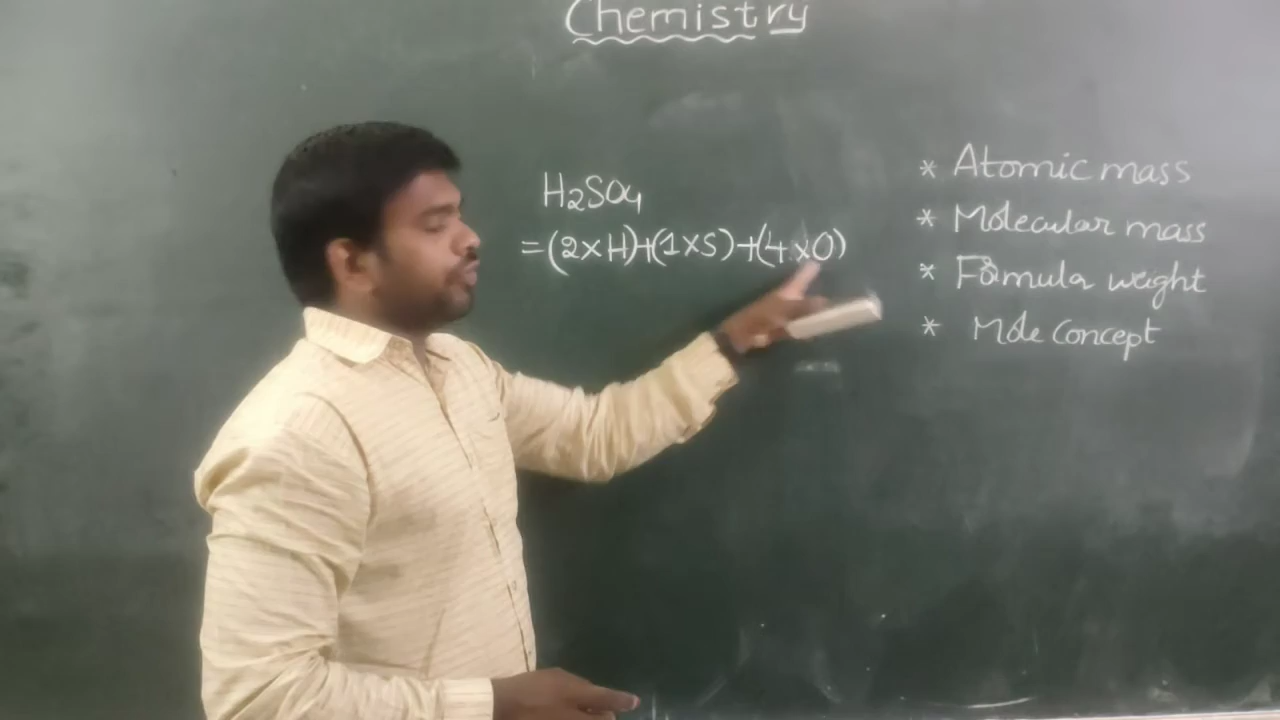 Chemistry
H₂SO₄
=(2×H)+(1×S)+(4×O)
* Atomic mass
* Molecular mass
* Formula weight
* Mole concept